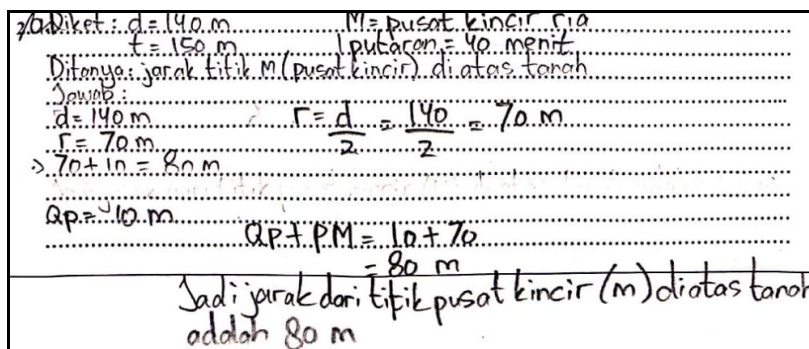 2) a. Diket : d = 140 m M = pusat kincir ria
t = 150 m 1 putaran = 40 menit
Ditanya : jarak titik M (pusat kincir) di atas tanah
Jawab :
d = 140 m r = d/2 = 140/2 = 70 m
r = 70 m
=> 70 + 10 = 80 m
QP = 10 m
QP + PM = 10 + 70
= 80 m
Jadi jarak dari titik pusat kincir (m) diatas tanah
adalah 80 m